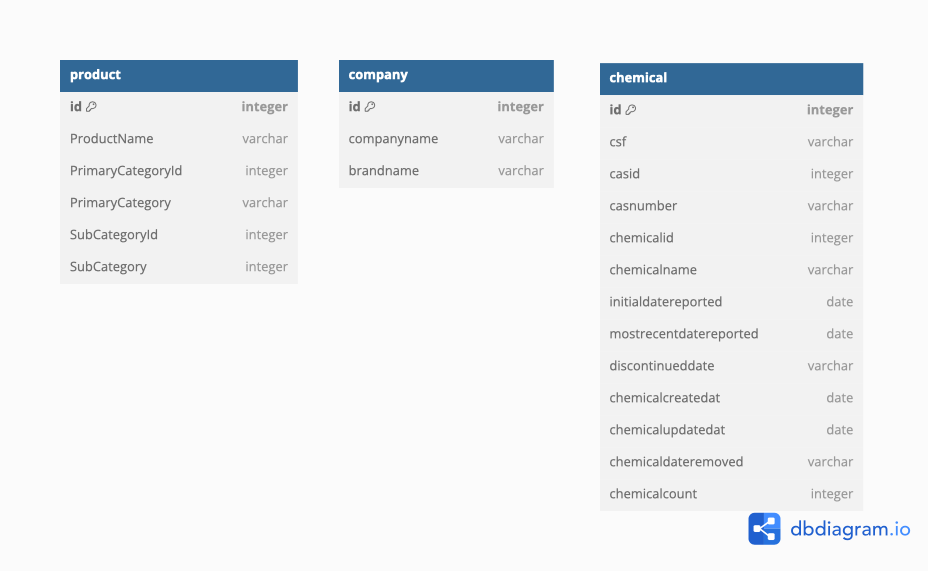 product
id integer
ProductName varchar
PrimaryCategoryId integer
PrimaryCategory varchar
SubCategoryId integer
SubCategory integer
company
id integer
companyname varchar
brandname varchar
chemical
id integer
csf varchar
casid integer
casnumber varchar
chemicalid integer
chemicalname varchar
initialdatereported date
mostrecentdatereported date
discontinueddate varchar
chemicalcreatedat date
chemicalupdatedat date
chemicaldateremoved varchar
chemicalcount integer
dbdiagram.io